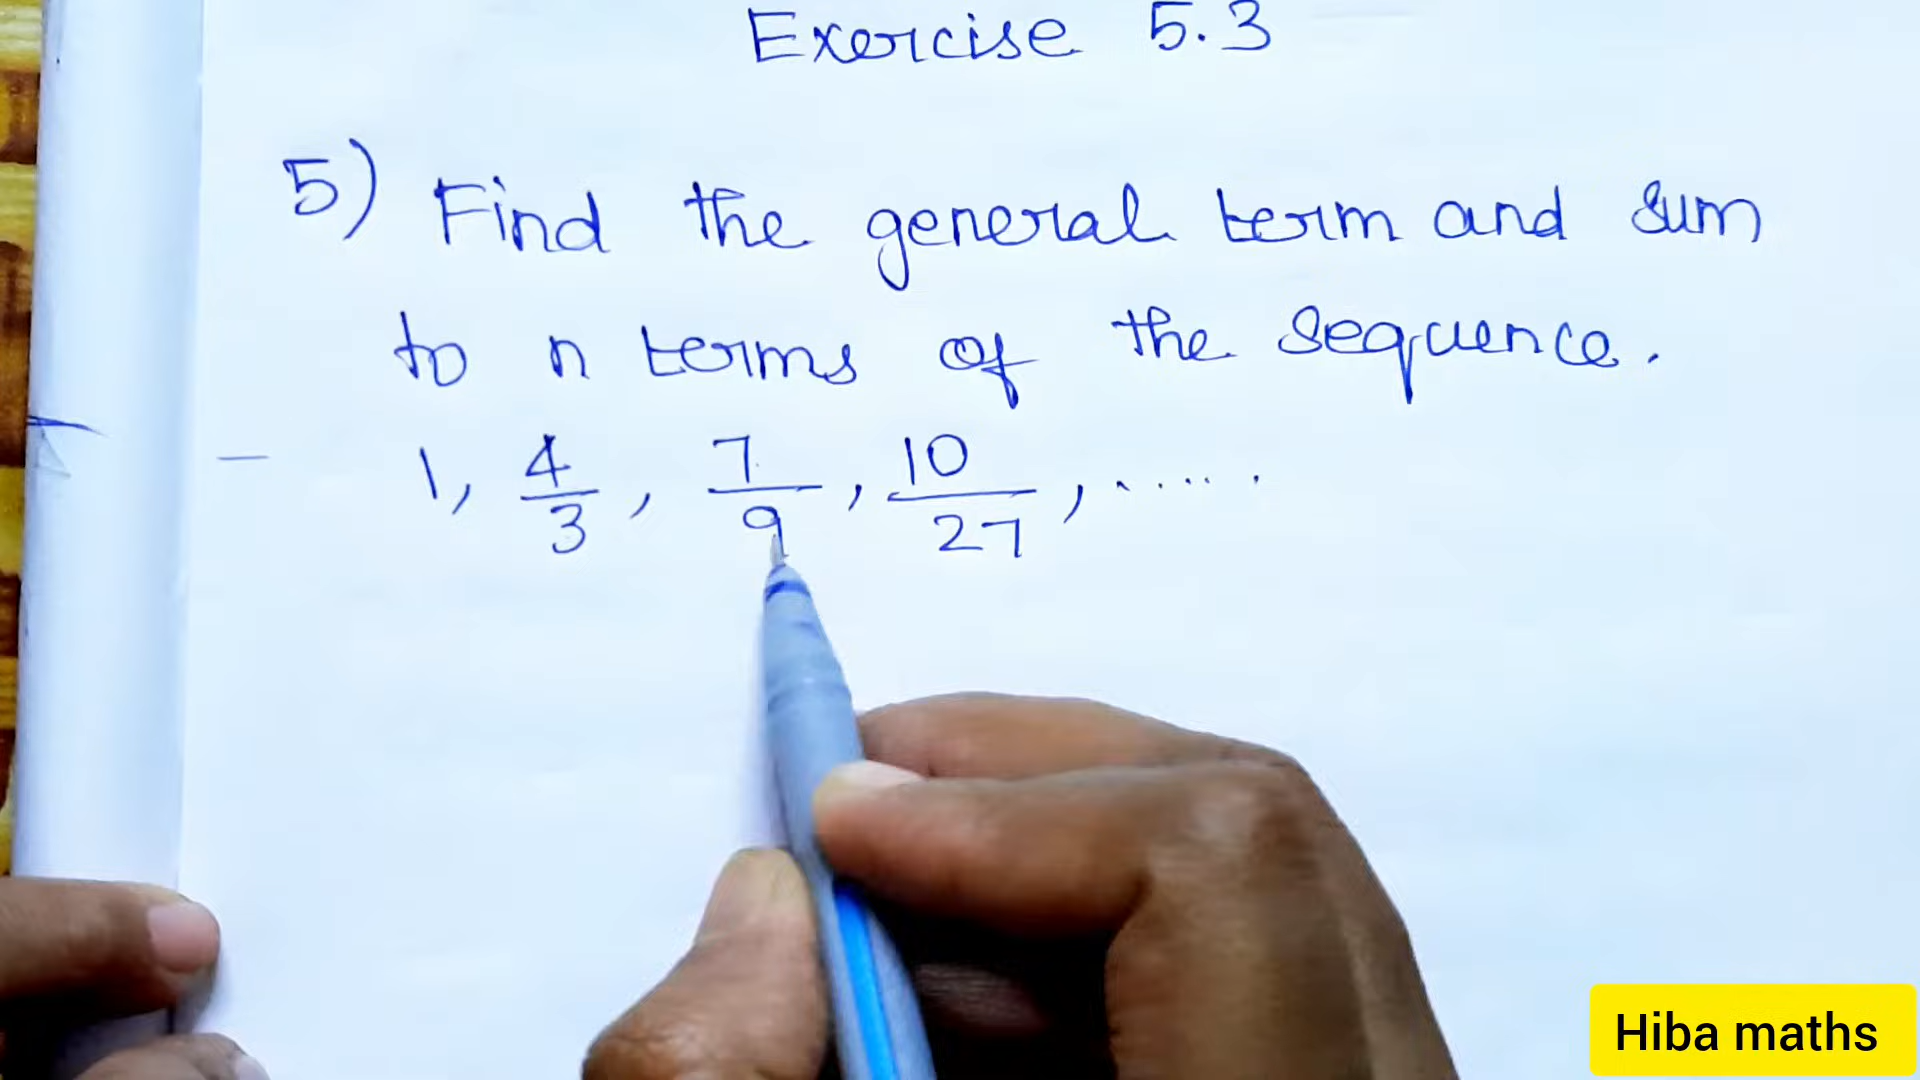 Exercise 5.3
5) Find the general term and sum
to n terms of the sequence.
1, 4/3, 7/9, 10/27, ......
Hiba maths